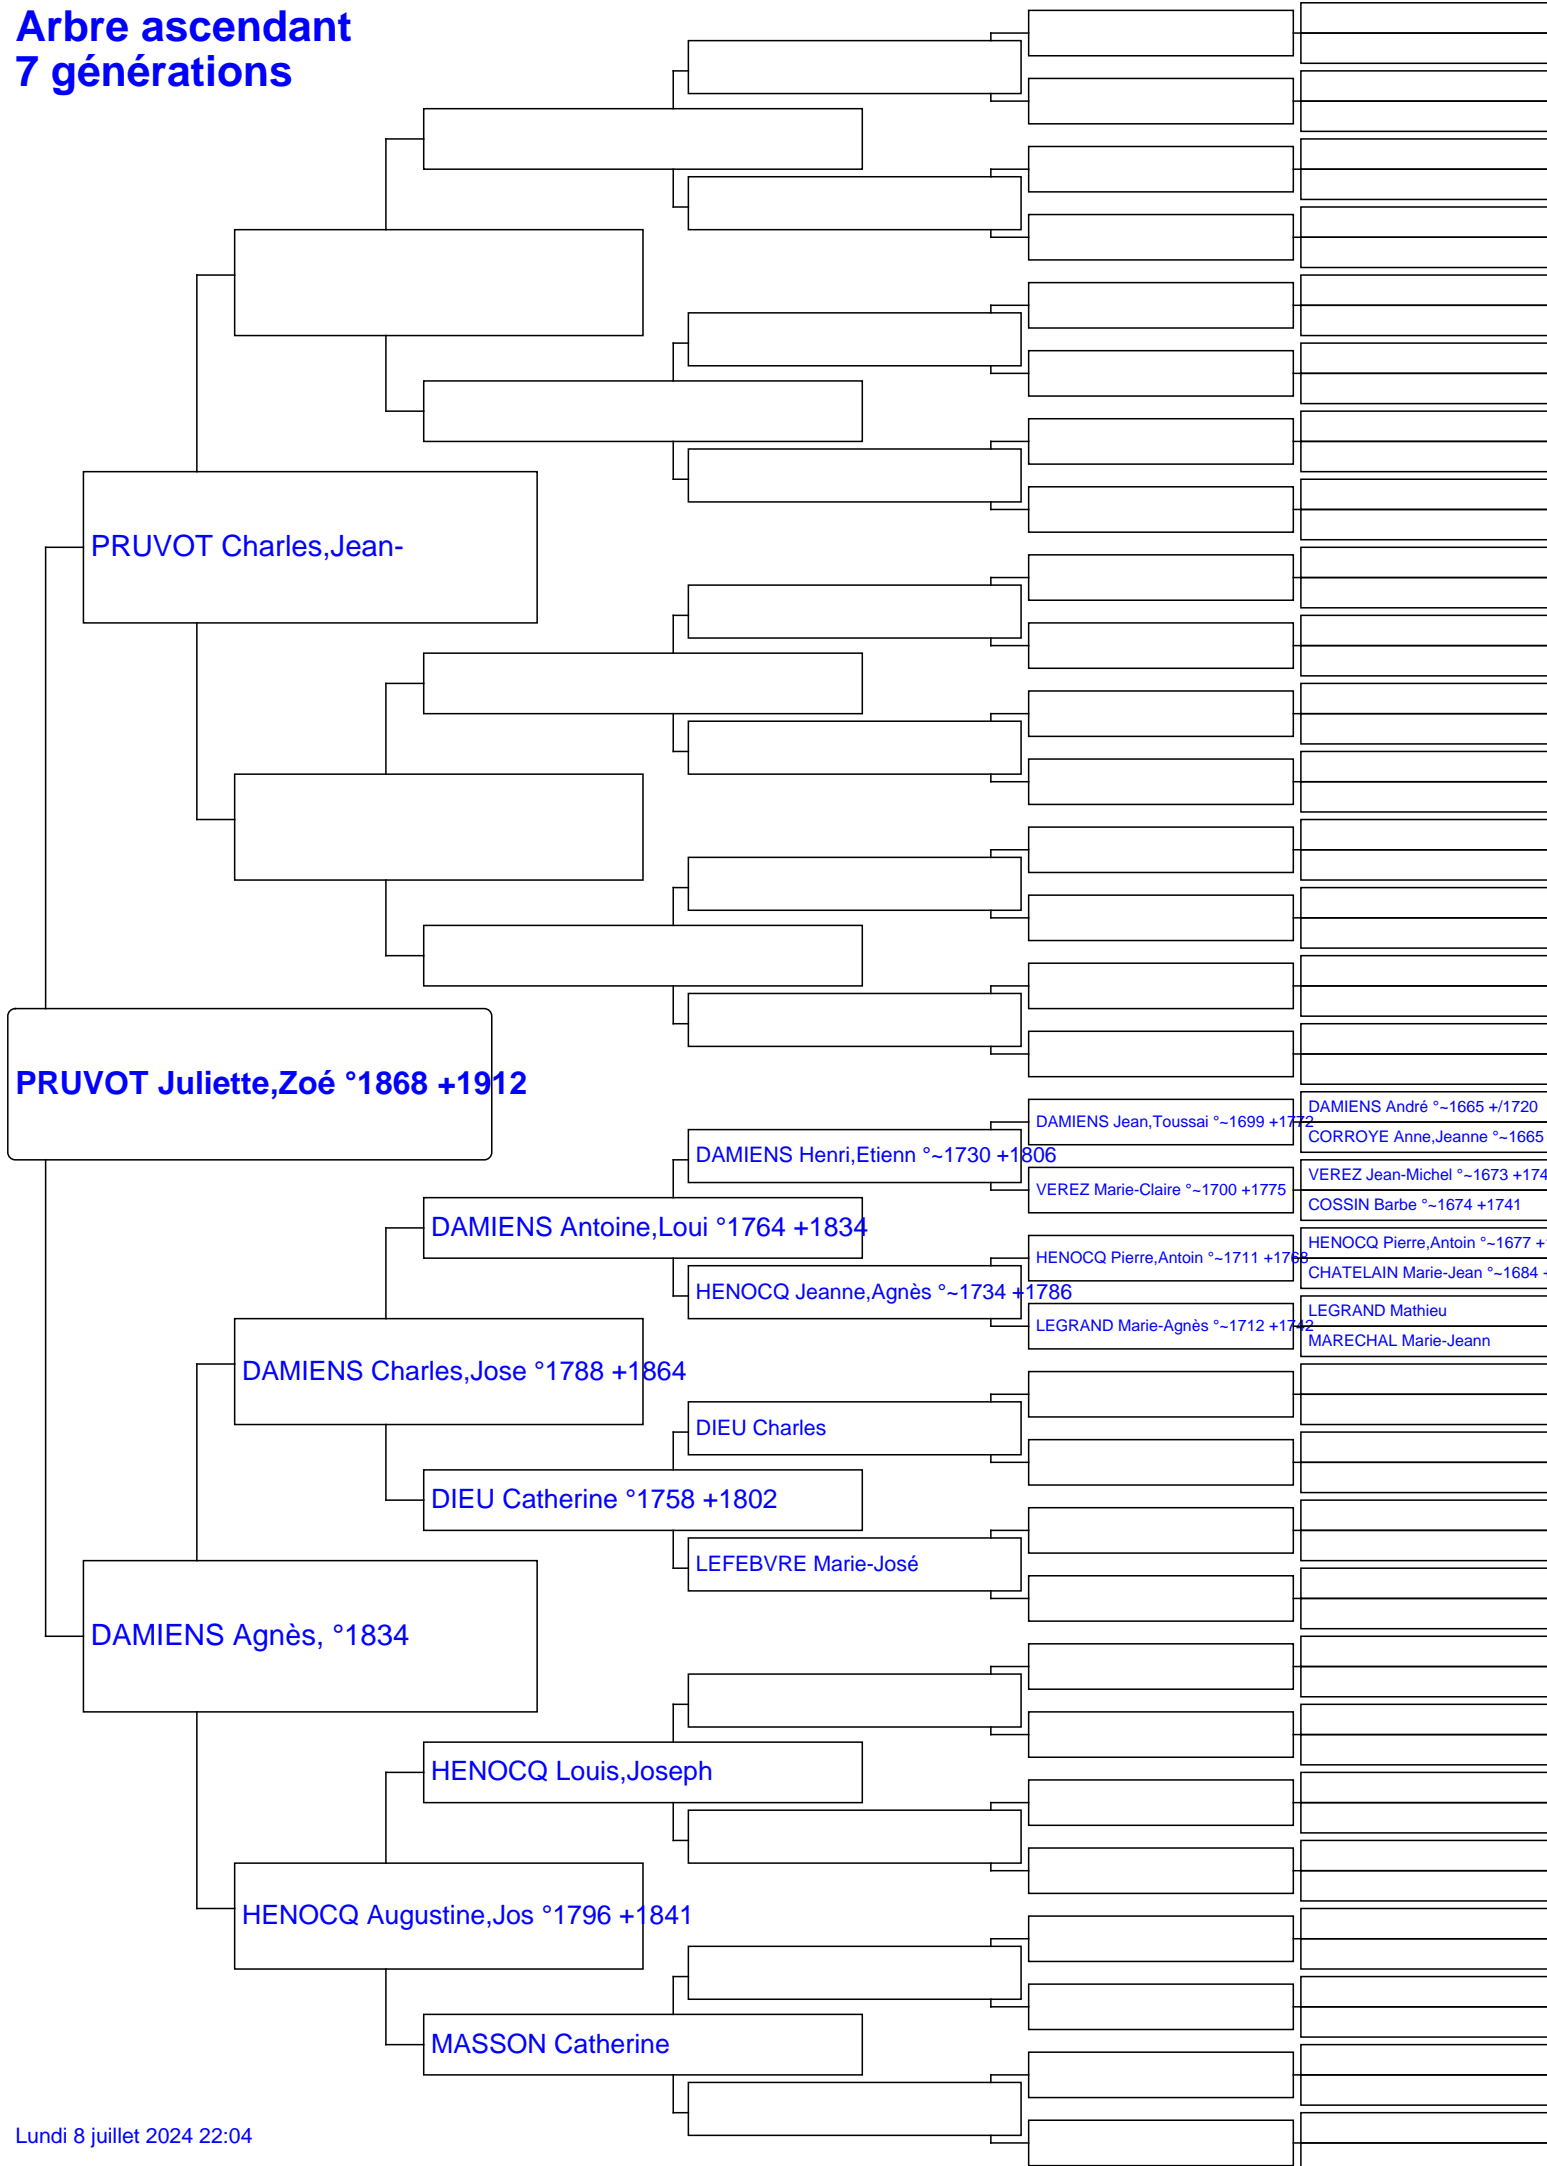 Arbre ascendant
7 générations
PRUVOT Charles,Jean-
PRUVOT Juliette,Zoé °1868 +1912
DAMIENS André °~1665 +/1720
DAMIENS Jean,Toussai °~1699 +1772
CORROYE Anne,Jeanne °~1665
DAMIENS Henri,Etienn °~1730 +1806
VEREZ Jean-Michel °~1673 +174
VEREZ Marie-Claire °~1700 +1775
COSSIN Barbe °~1674 +1741
DAMIENS Antoine,Loui °1764 +1834
HENOCQ Pierre,Antoin °~1677 +
HENOCQ Pierre,Antoin °~1711 +1768
CHATELAIN Marie-Jean °~1684 +
HENOCQ Jeanne,Agnès °~1734 +1786
LEGRAND Mathieu
LEGRAND Marie-Agnès °~1712 +1742
MARECHAL Marie-Jeann
DAMIENS Charles,Jose °1788 +1864
DIEU Charles
DIEU Catherine °1758 +1802
LEFEBVRE Marie-José
DAMIENS Agnès, °1834
HENOCQ Louis,Joseph
HENOCQ Augustine,Jos °1796 +1841
MASSON Catherine
Lundi 8 juillet 2024 22:04